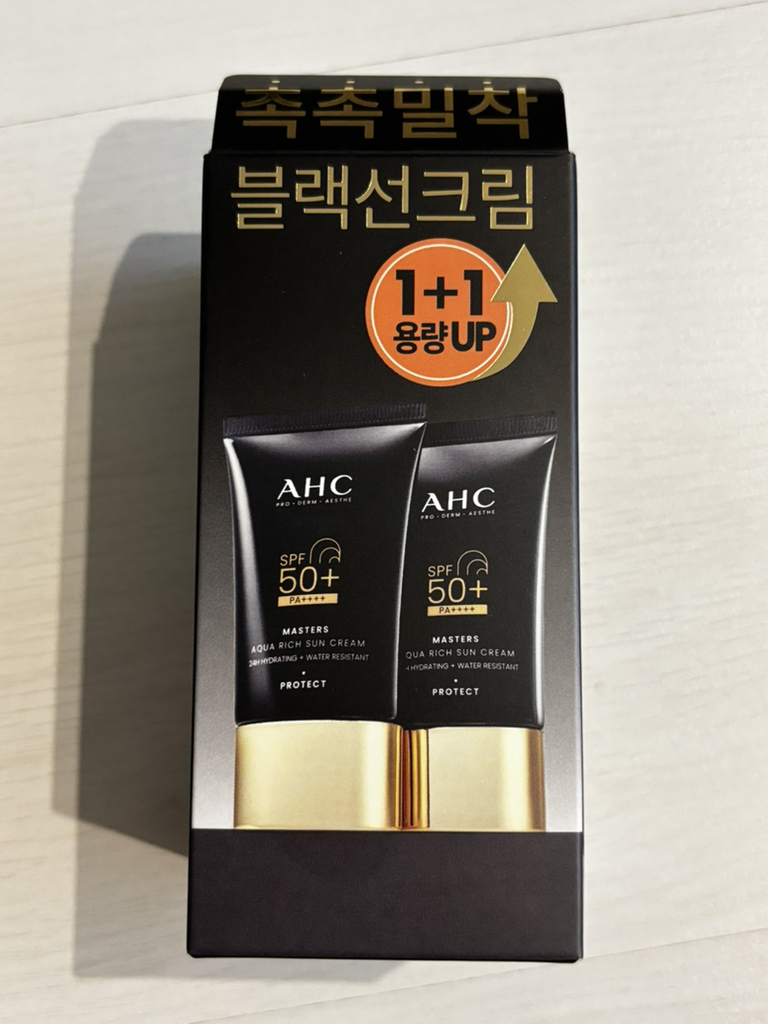 촉촉밀착
블랙선크림
1+1
용량UP
AHC
PRO • DERM • AESTHE
SPF
50+
PA++++
MASTERS
AQUA RICH SUN CREAM
24H HYDRATING + WATER RESISTANT
•
PROTECT
AHC
PRO • DERM • AESTHE
SPF
50+
PA++++
MASTERS
QUA RICH SUN CREAM
H HYDRATING + WATER RESISTANT
•
PROTECT